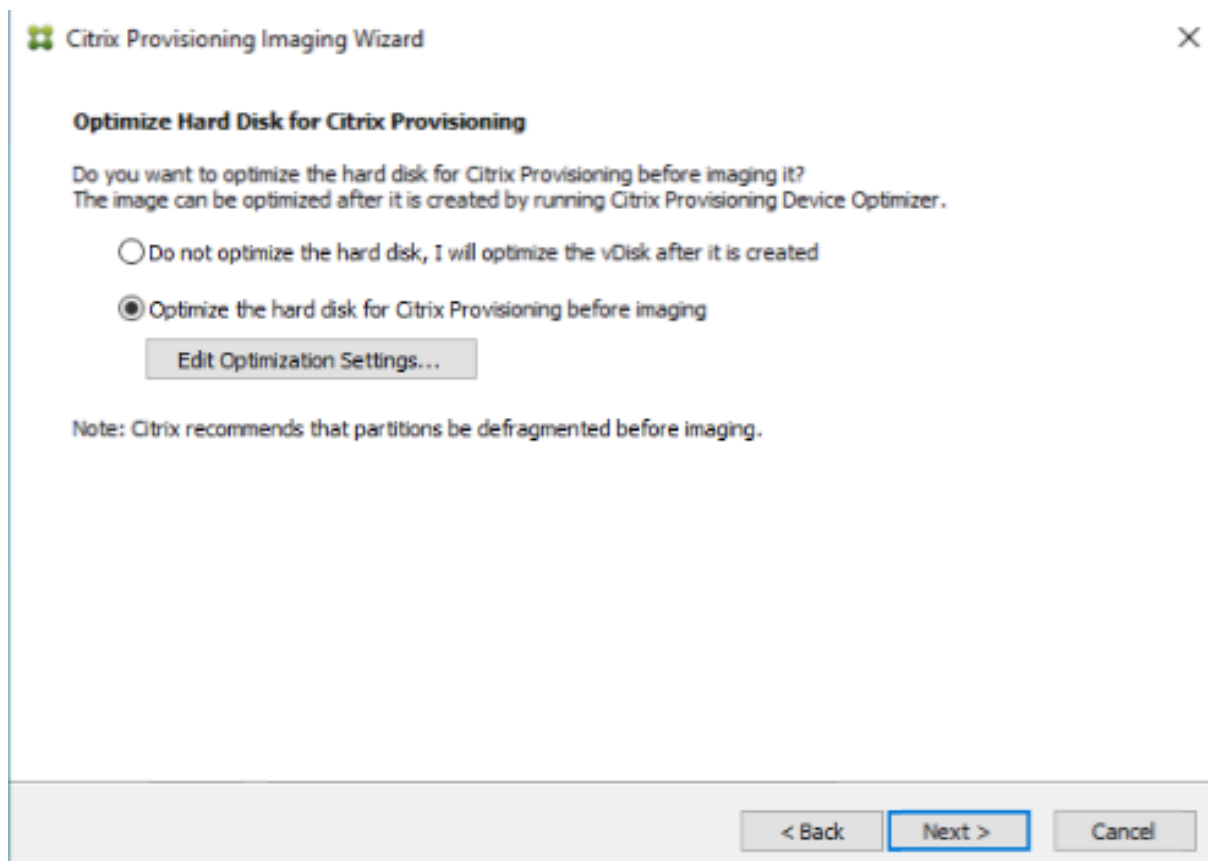 Citrix Provisioning Imaging Wizard
Optimize Hard Disk for Citrix Provisioning
Do you want to optimize the hard disk for Citrix Provisioning before imaging it?
The image can be optimized after it is created by running Citrix Provisioning Device Optimizer.
Do not optimize the hard disk, I will optimize the vDisk after it is created
Optimize the hard disk for Citrix Provisioning before imaging
Edit Optimization Settings...
Note: Citrix recommends that partitions be defragmented before imaging.
< Back Next > Cancel